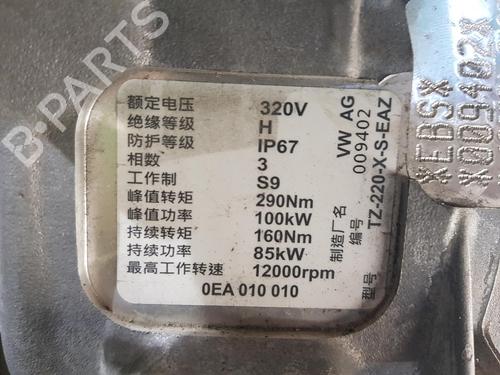 B-PARTS
额定电压 320V
绝缘等级 H
防护等级 IP67
相数 3
工作制 S9
峰值转矩 290Nm
峰值功率 100kW
持续转矩 160Nm
持续功率 85kW
最高工作转速 12000rpm
0EA 010 010
制造厂名 VW AG
编号 009402
型号 TZ-220-X-S-EAZ
XEBSX
X009402X